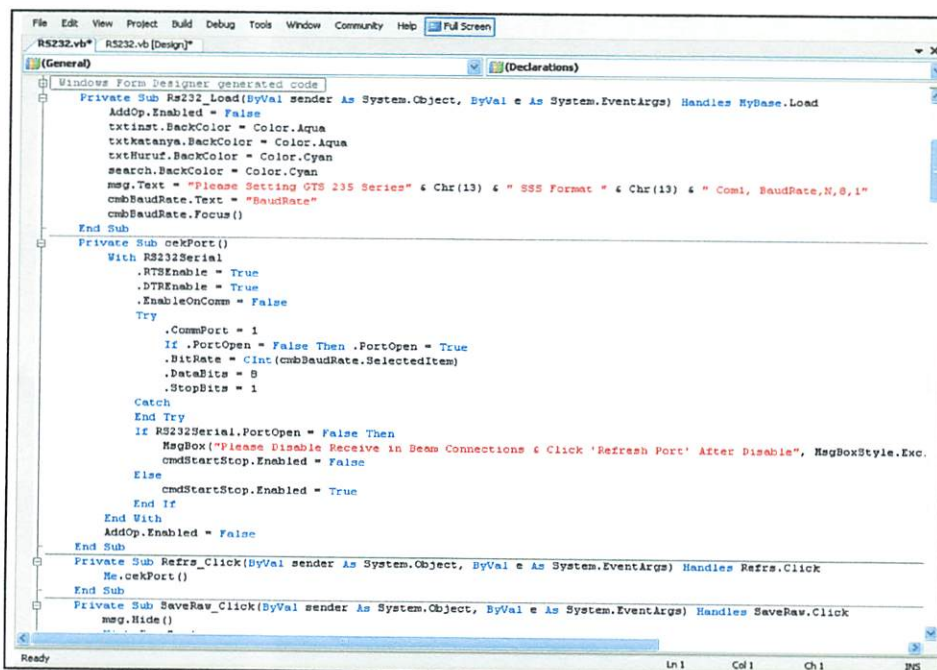 File Edit View Project Build Debug Tools Window Community Help Full Screen
RS232.vb* RS232.vb [Design]*
(General) (Declarations)
Windows Form Designer generated code
Private Sub Rs232_Load(ByVal sender As System.Object, ByVal e As System.EventArgs) Handles MyBase.Load
AddOp.Enabled = False
txtinst.BackColor = Color.Aqua
txtkatanya.BackColor = Color.Aqua
txtHuruf.BackColor = Color.Cyan
search.BackColor = Color.Cyan
msg.Text = "Please Setting GTS 235 Series" & Chr(13) & " SSS Format " & Chr(13) & " Com1, BaudRate,N,8,1"
cmbBaudRate.Text = "BaudRate"
cmbBaudRate.Focus()
End Sub
Private Sub cekPort()
With RS232Serial
.RTSEnable = True
.DTREnable = True
.EnableOnComm = False
Try
.CommPort = 1
If .PortOpen = False Then .PortOpen = True
.BitRate = CInt(cmbBaudRate.SelectedItem)
.DataBits = 8
.StopBits = 1
Catch
End Try
If RS232Serial.PortOpen = False Then
MsgBox("Please Disable Receive in Beam Connections & Click 'Refresh Port' After Disable", MsgBoxStyle.Exc
cmdStartStop.Enabled = False
Else
cmdStartStop.Enabled = True
End If
End With
AddOp.Enabled = False
End Sub
Private Sub Refrs_Click(ByVal sender As System.Object, ByVal e As System.EventArgs) Handles Refrs.Click
Me.cekPort()
End Sub
Private Sub SaveRaw_Click(ByVal sender As System.Object, ByVal e As System.EventArgs) Handles SaveRaw.Click
msg.Hide()
Ready Ln 1 Col 1 Ch 1 INS